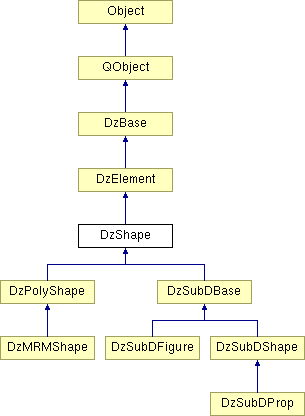 Object
QObject
DzBase
DzElement
DzShape
DzPolyShape
DzSubDBase
DzMRMShape
DzSubDFigure
DzSubDShape
DzSubDProp